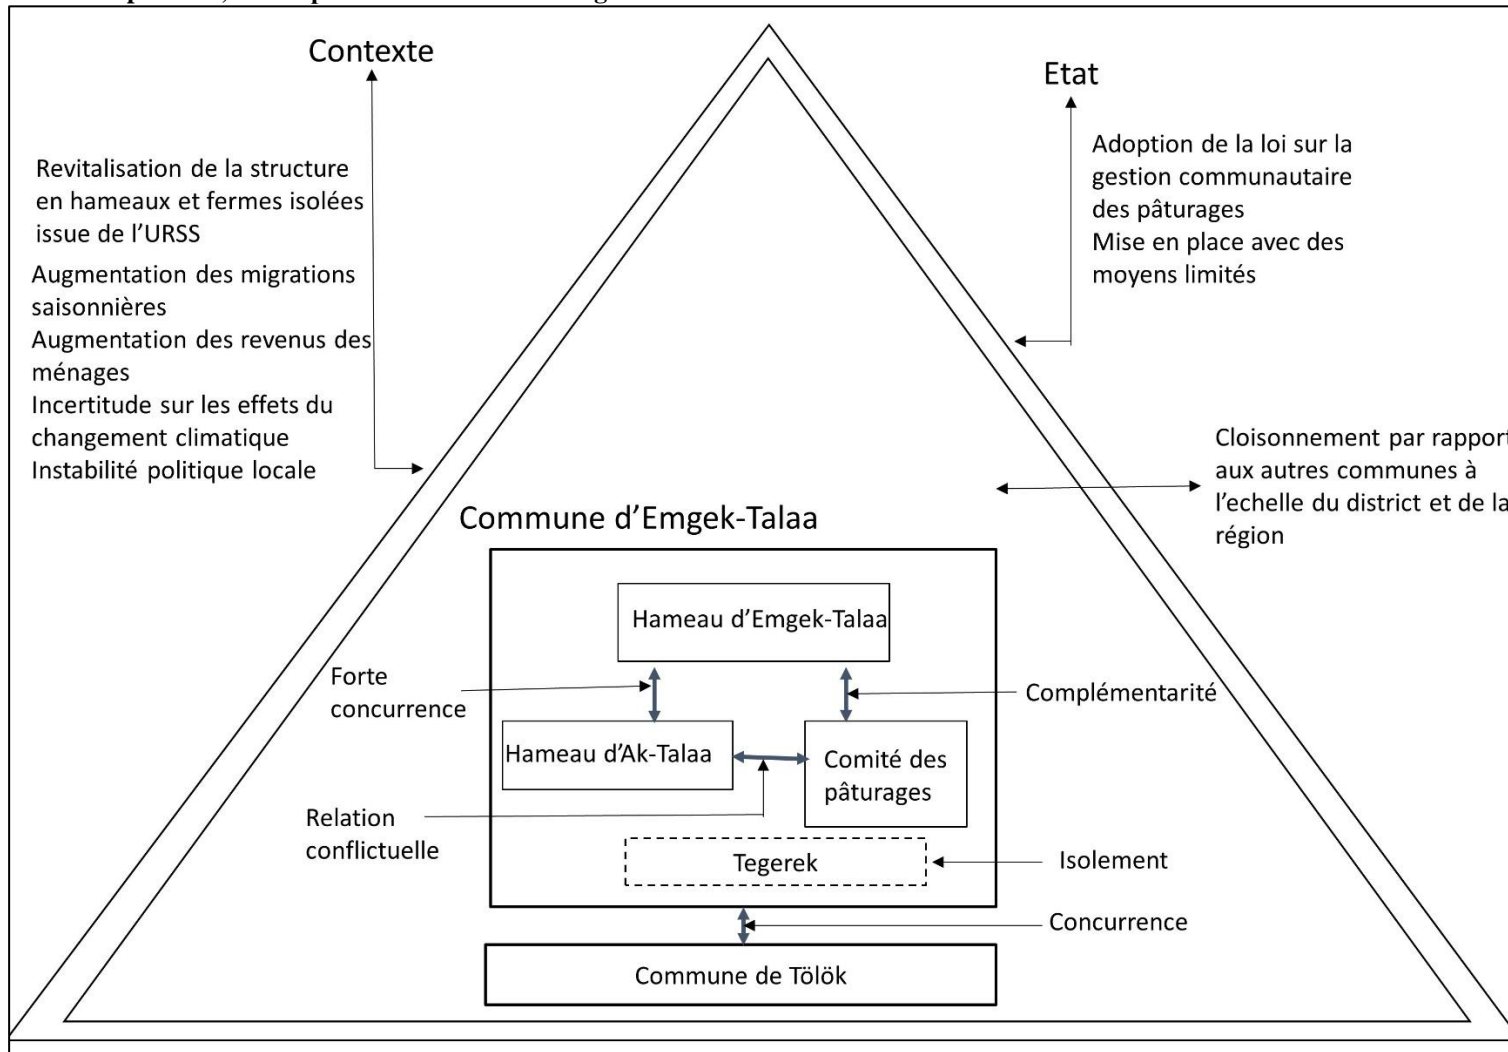 Contexte
Etat
Revitalisation de la structure
en hameaux et fermes isolées
issue de l'URSS
Augmentation des migrations
saisonnières
Augmentation des revenus des
ménages
Incertitude sur les effets du
changement climatique
Instabilité politique locale
Adoption de la loi sur la
gestion communautaire
des pâturages
Mise en place avec des
moyens limités
Cloisonnement par rapport
aux autres communes à
l'echelle du district et de la
région
Commune d'Emgek-Talaa
Hameau d'Emgek-Talaa
Forte
concurrence
Complémentarité
Hameau d'Ak-Talaa
Comité des
pâturages
Relation
conflictuelle
Tegerek
Isolement
Concurrence
Commune de Tölök